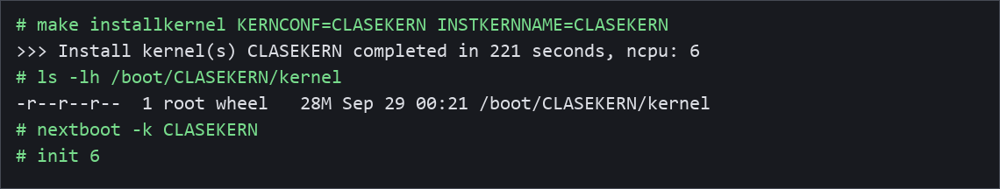 # make installkernel KERNCONF=CLASEKERN INSTKERNNAME=CLASEKERN
>>> Install kernel(s) CLASEKERN completed in 221 seconds, ncpu: 6
# ls -lh /boot/CLASEKERN/kernel
-r--r--r--  1 root wheel   28M Sep 29 00:21 /boot/CLASEKERN/kernel
# nextboot -k CLASEKERN
# init 6